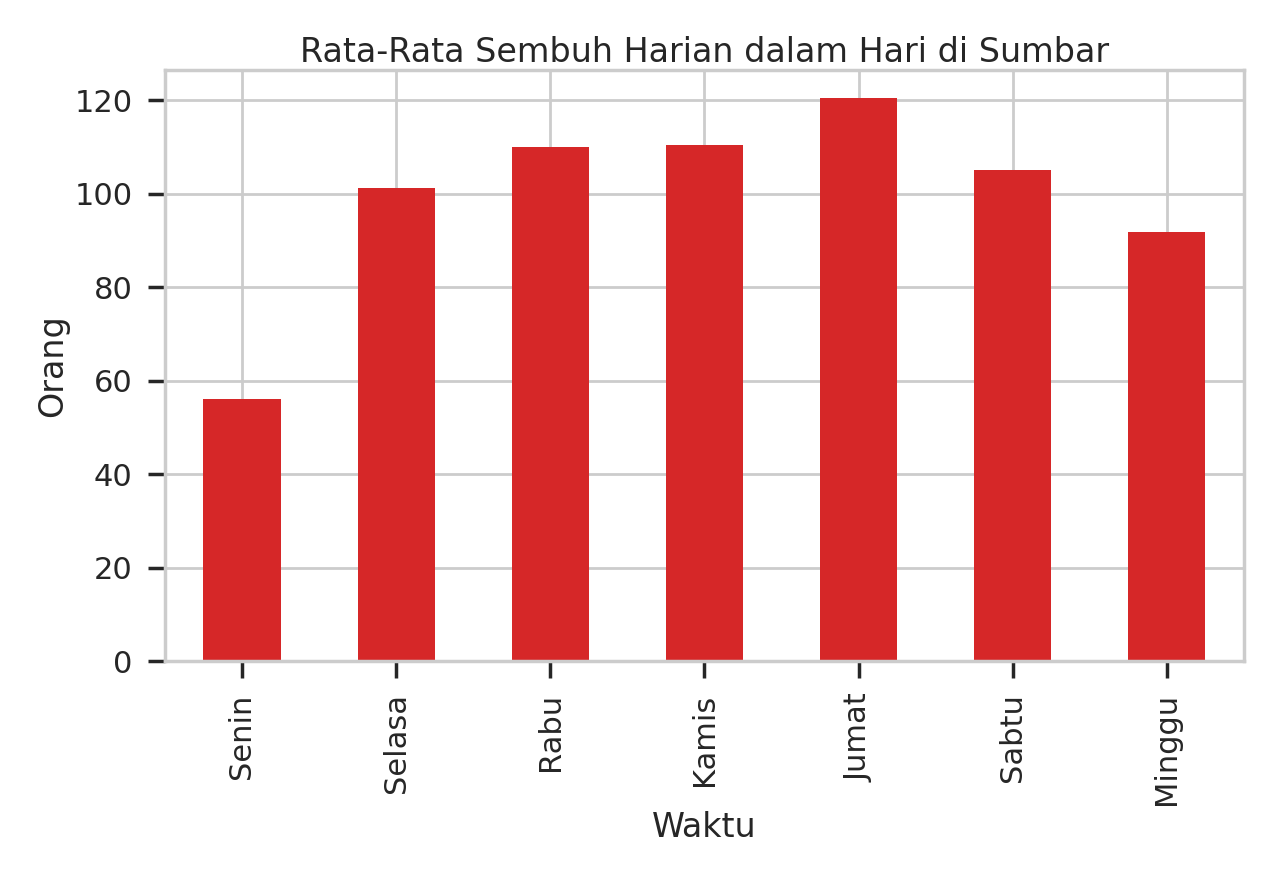 Rata-Rata Sembuh Harian dalam Hari di Sumbar
120
100
80
60
40
20
0
Orang
Senin
Selasa
Rabu
Kamis
Jumat
Sabtu
Minggu
Waktu